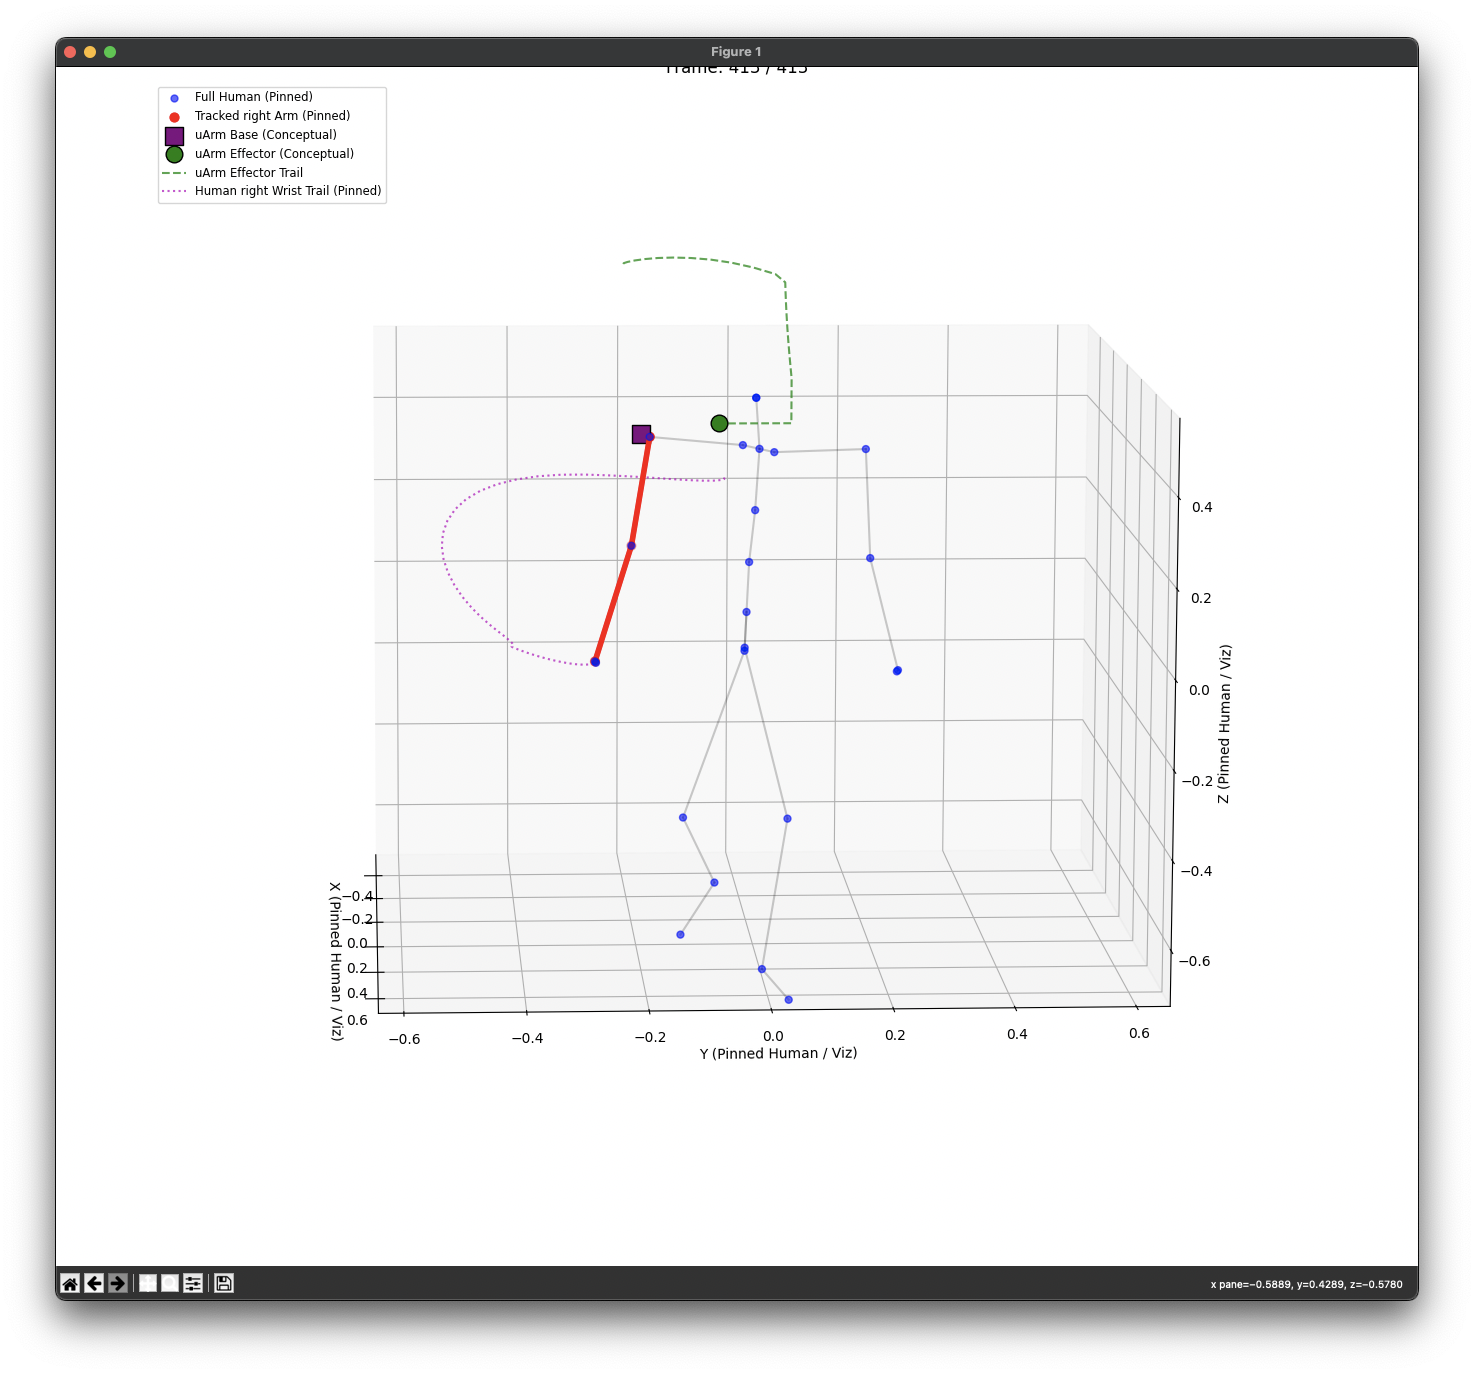 Figure 1
Frame: 415 / 415
Full Human (Pinned)
Tracked right Arm (Pinned)
uArm Base (Conceptual)
uArm Effector (Conceptual)
uArm Effector Trail
Human right Wrist Trail (Pinned)
0.4
0.2
0.0
−0.2
−0.4
−0.6
Z (Pinned Human / Viz)
X (Pinned Human / Viz)
−0.4
−0.2
0.0
0.2
0.4
0.6
−0.6
−0.4
−0.2
0.0
0.2
0.4
0.6
Y (Pinned Human / Viz)
x pane=−0.5889, y=0.4289, z=−0.5780